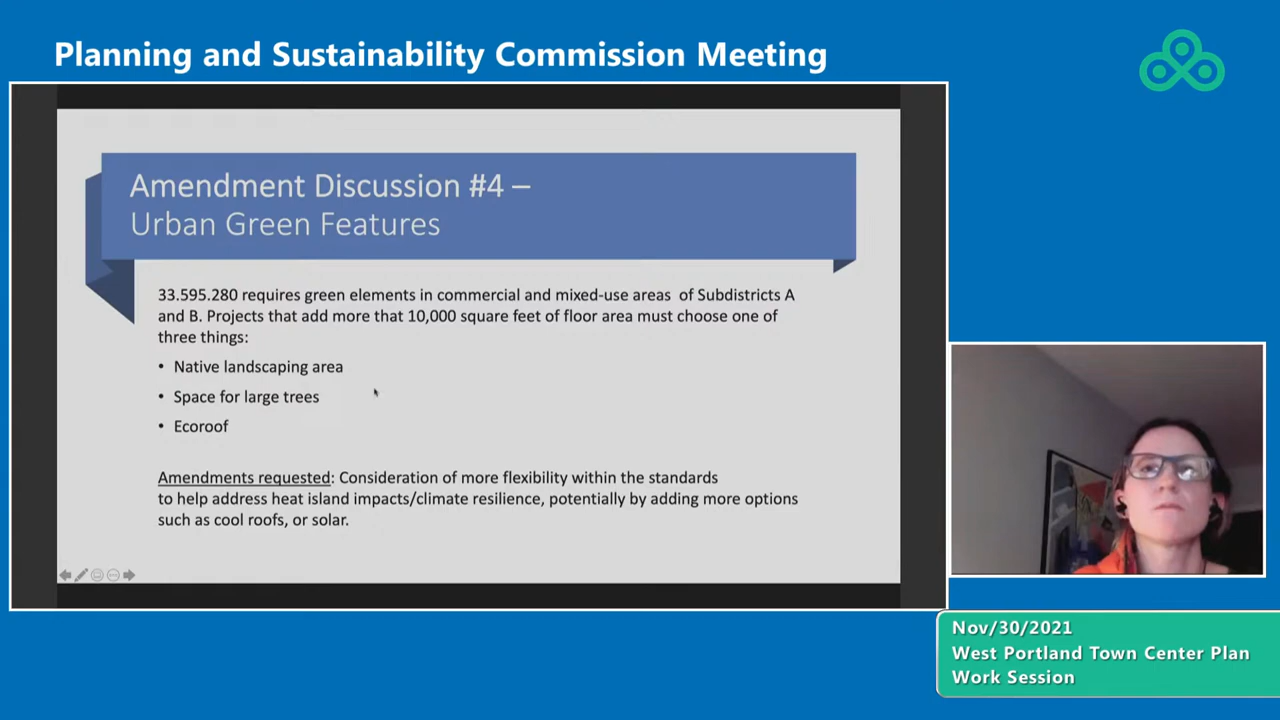 Planning and Sustainability Commission Meeting
Amendment Discussion #4 –
Urban Green Features
33.595.280 requires green elements in commercial and mixed-use areas of Subdistricts A
and B. Projects that add more that 10,000 square feet of floor area must choose one of
three things:
• Native landscaping area
• Space for large trees
• Ecoroof
Amendments requested: Consideration of more flexibility within the standards
to help address heat island impacts/climate resilience, potentially by adding more options
such as cool roofs, or solar.
Nov/30/2021
West Portland Town Center Plan
Work Session